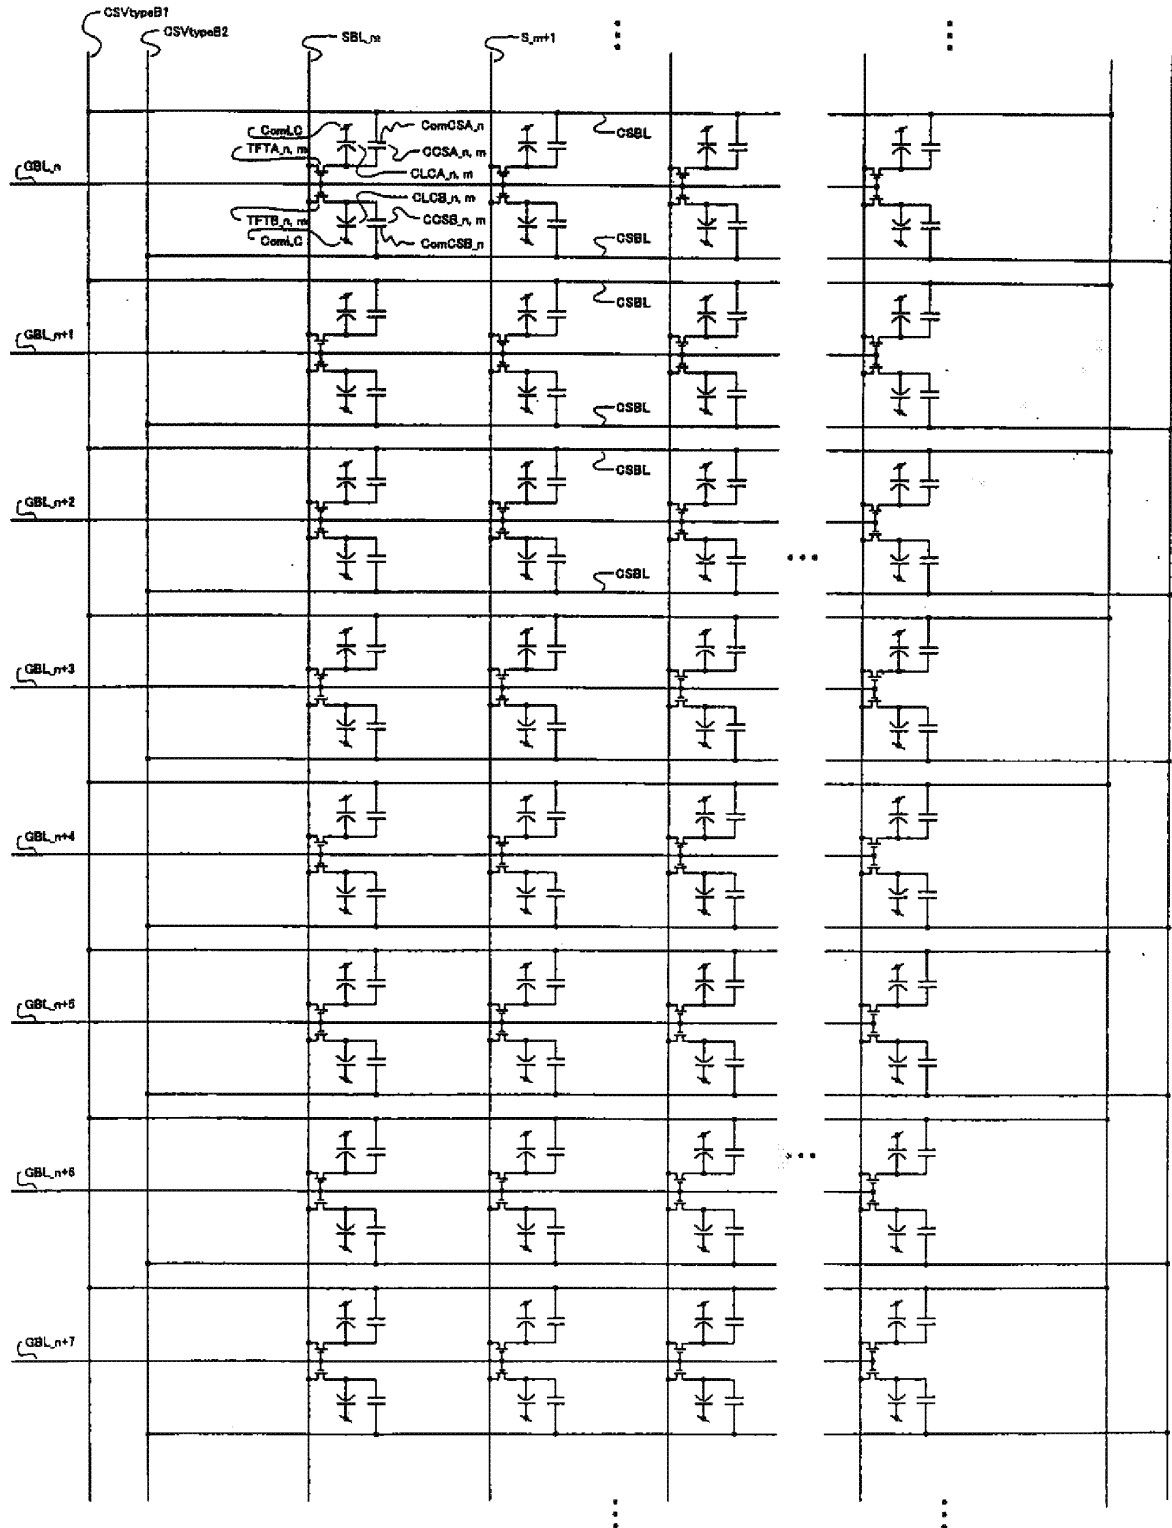 CSVtypeB1
CSVtypeB2
SBL_m
S_m+1
ComLC
ComCSA_n
CSBL
TFTA_n, m
CCSA_n, m
GBL_n
CLCA_n, m
CLCB_n, m
TFTB_n, m
CCSB_n, m
ComLC
ComCSB_n
CSBL
CSBL
GBL_n+1
CSBL
CSBL
GBL_n+2
CSBL
GBL_n+3
GBL_n+4
GBL_n+5
GBL_n+6
GBL_n+7